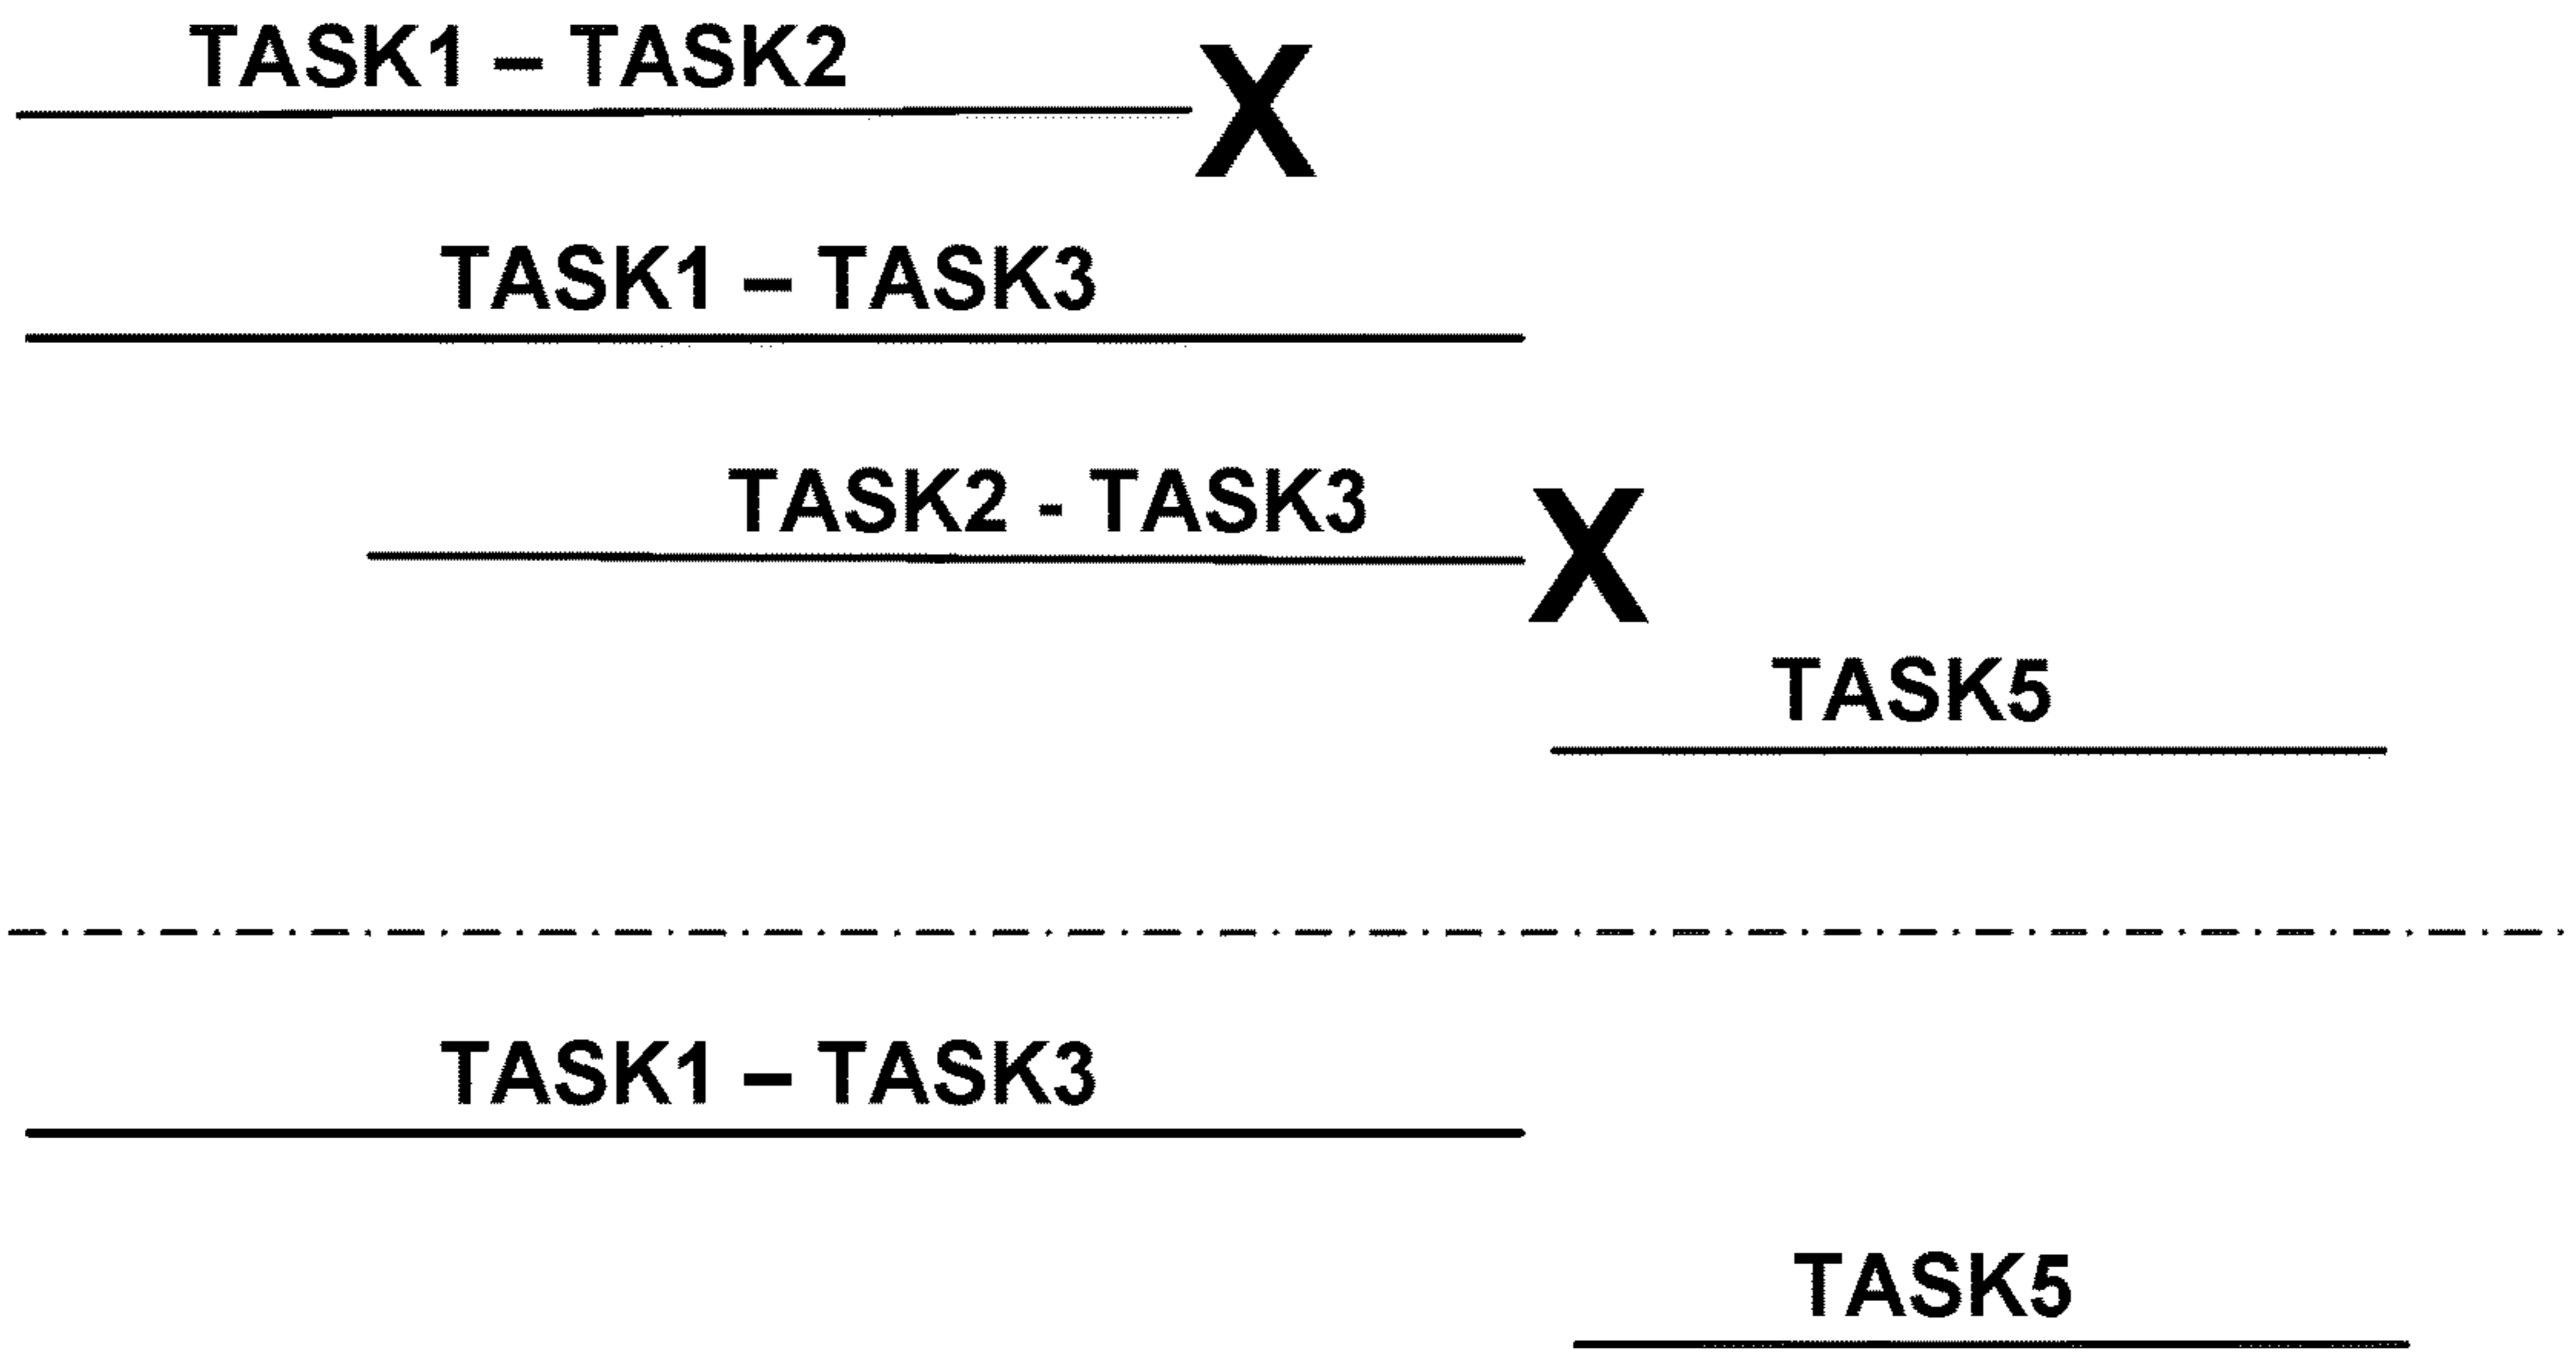 TASK1 – TASK2
X
TASK1 – TASK3
TASK2 - TASK3
X
TASK5
TASK1 – TASK3
TASK5